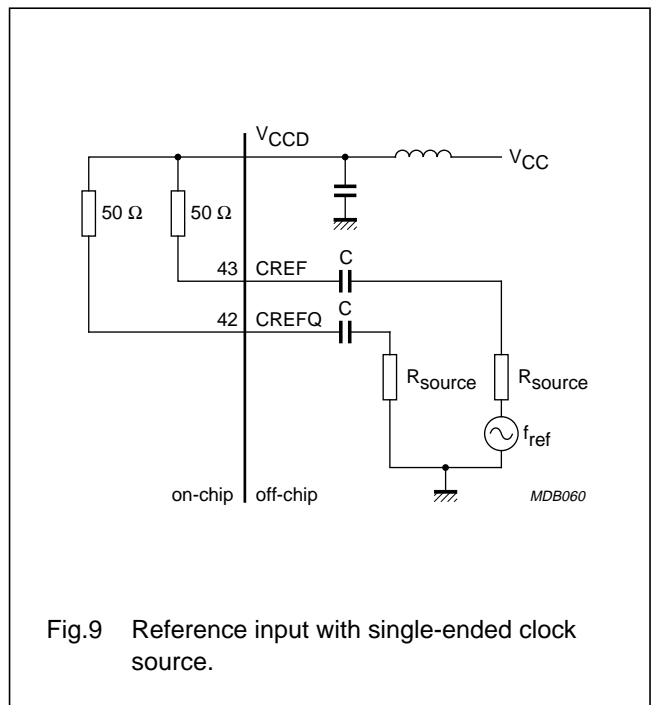 VCCD
VCC
50 Ω
50 Ω
43 CREF
C
42 CREFQ
C
Rsource
Rsource
fref
on-chip off-chip
MDB060
Fig.9 Reference input with single-ended clock
source.